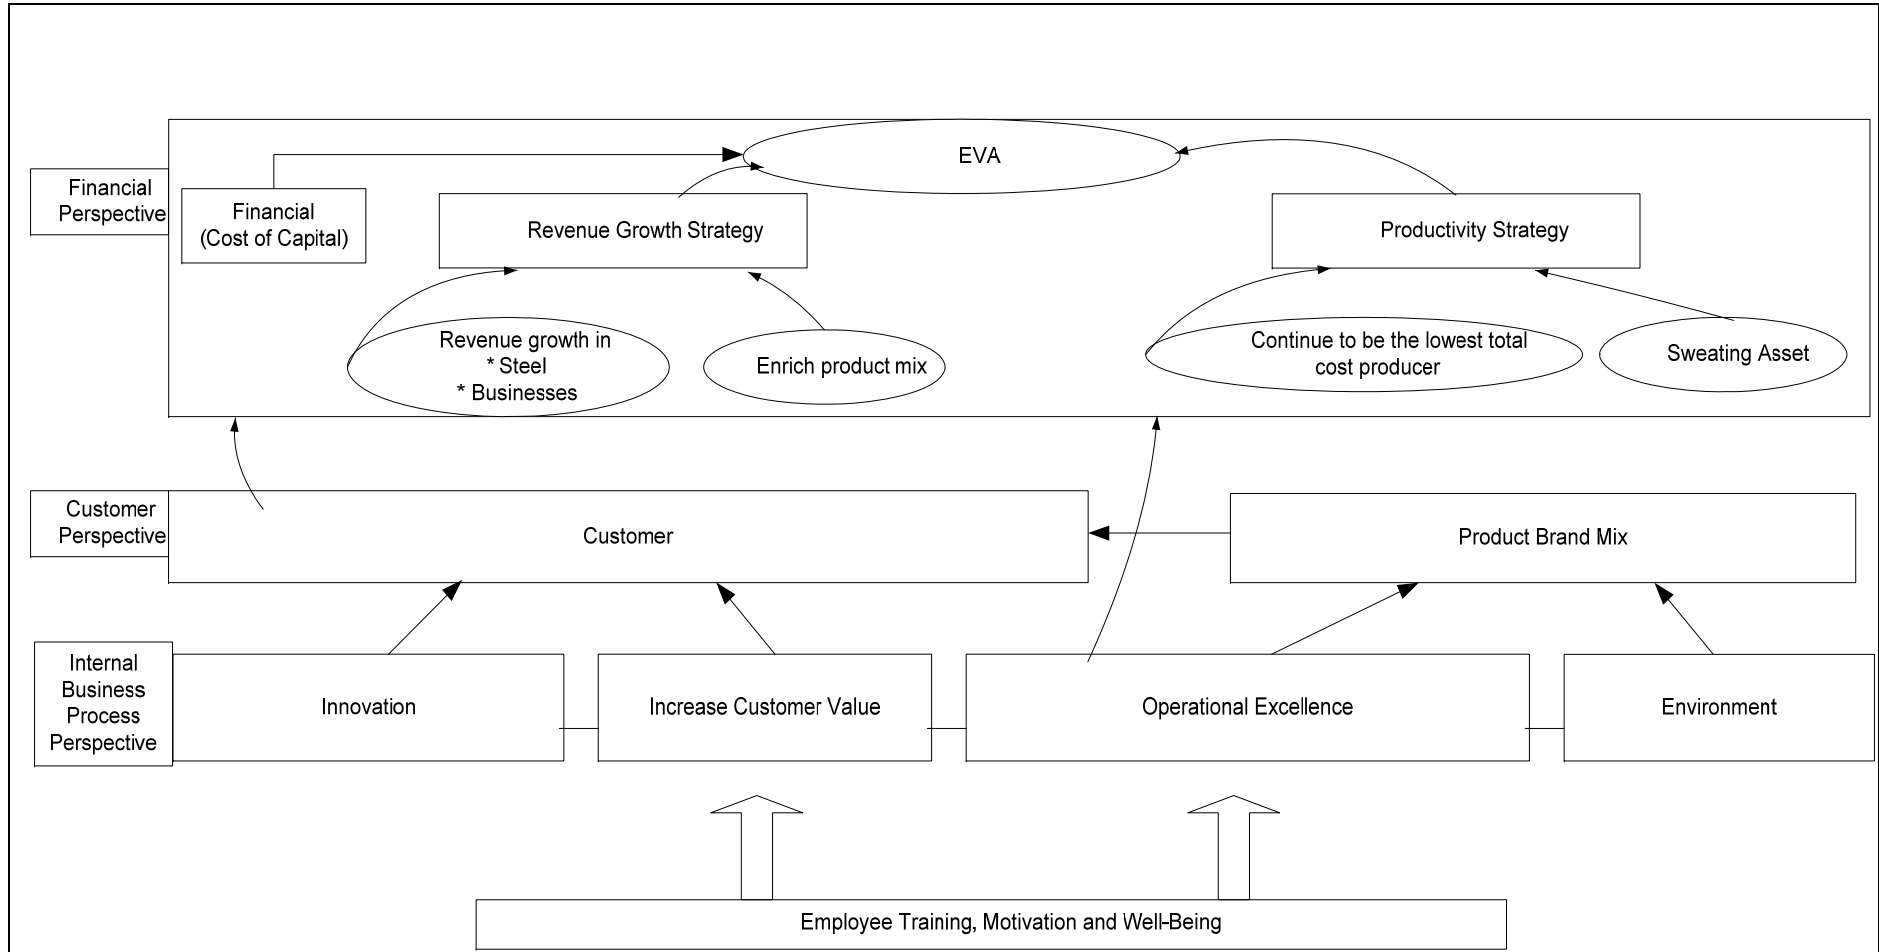 EVA
Financial
Perspective
Financial
(Cost of Capital)
Revenue Growth Strategy
Productivity Strategy
Revenue growth in
* Steel
* Businesses
Enrich product mix
Continue to be the lowest total
cost producer
Sweating Asset
Customer
Perspective
Customer
Product Brand Mix
Internal
Business
Process
Perspective
Innovation
Increase Customer Value
Operational Excellence
Environment
Employee Training, Motivation and Well-Being